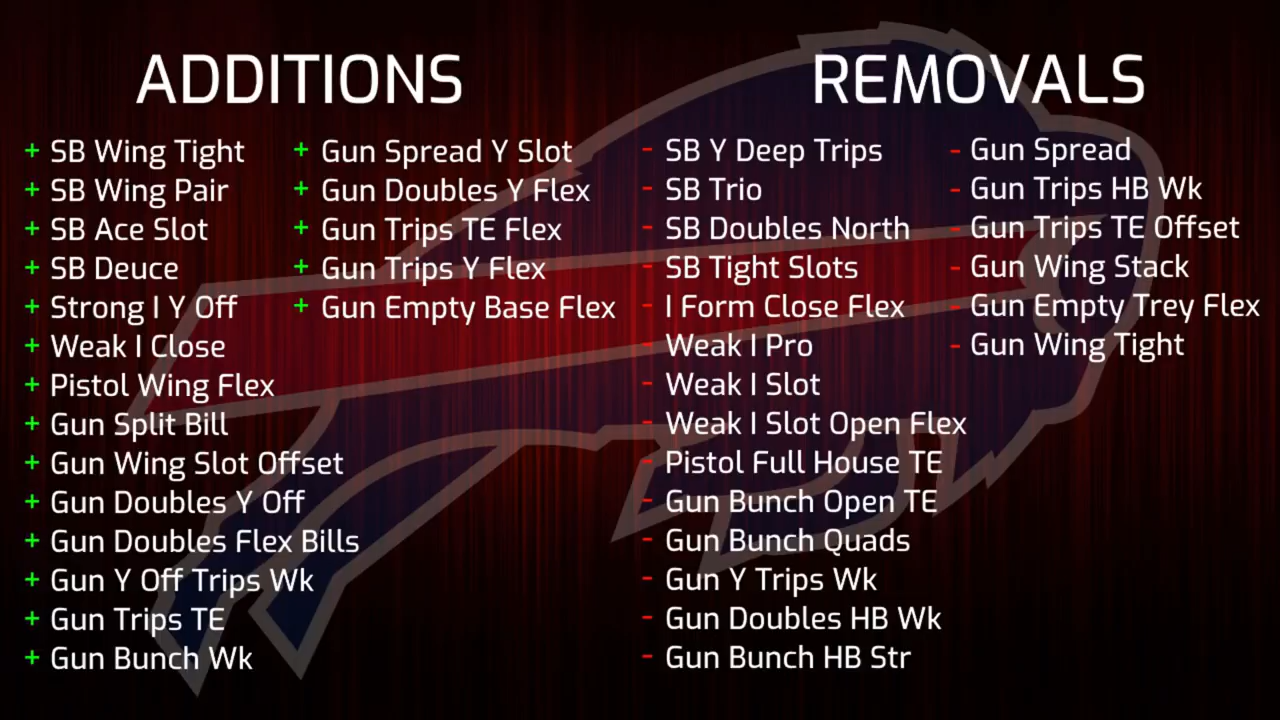 ADDITIONS
+ SB Wing Tight
+ SB Wing Pair
+ SB Ace Slot
+ SB Deuce
+ Strong I Y Off
+ Weak I Close
+ Pistol Wing Flex
+ Gun Split Bill
+ Gun Wing Slot Offset
+ Gun Doubles Y Off
+ Gun Doubles Flex Bills
+ Gun Y Off Trips Wk
+ Gun Trips TE
+ Gun Bunch Wk
+ Gun Spread Y Slot
+ Gun Doubles Y Flex
+ Gun Trips TE Flex
+ Gun Trips Y Flex
+ Gun Empty Base Flex
REMOVALS
- SB Y Deep Trips
- SB Trio
- SB Doubles North
- SB Tight Slots
- I Form Close Flex
- Weak I Pro
- Weak I Slot
- Weak I Slot Open Flex
- Pistol Full House TE
- Gun Bunch Open TE
- Gun Bunch Quads
- Gun Y Trips Wk
- Gun Doubles HB Wk
- Gun Bunch HB Str
- Gun Spread
- Gun Trips HB Wk
- Gun Trips TE Offset
- Gun Wing Stack
- Gun Empty Trey Flex
- Gun Wing Tight